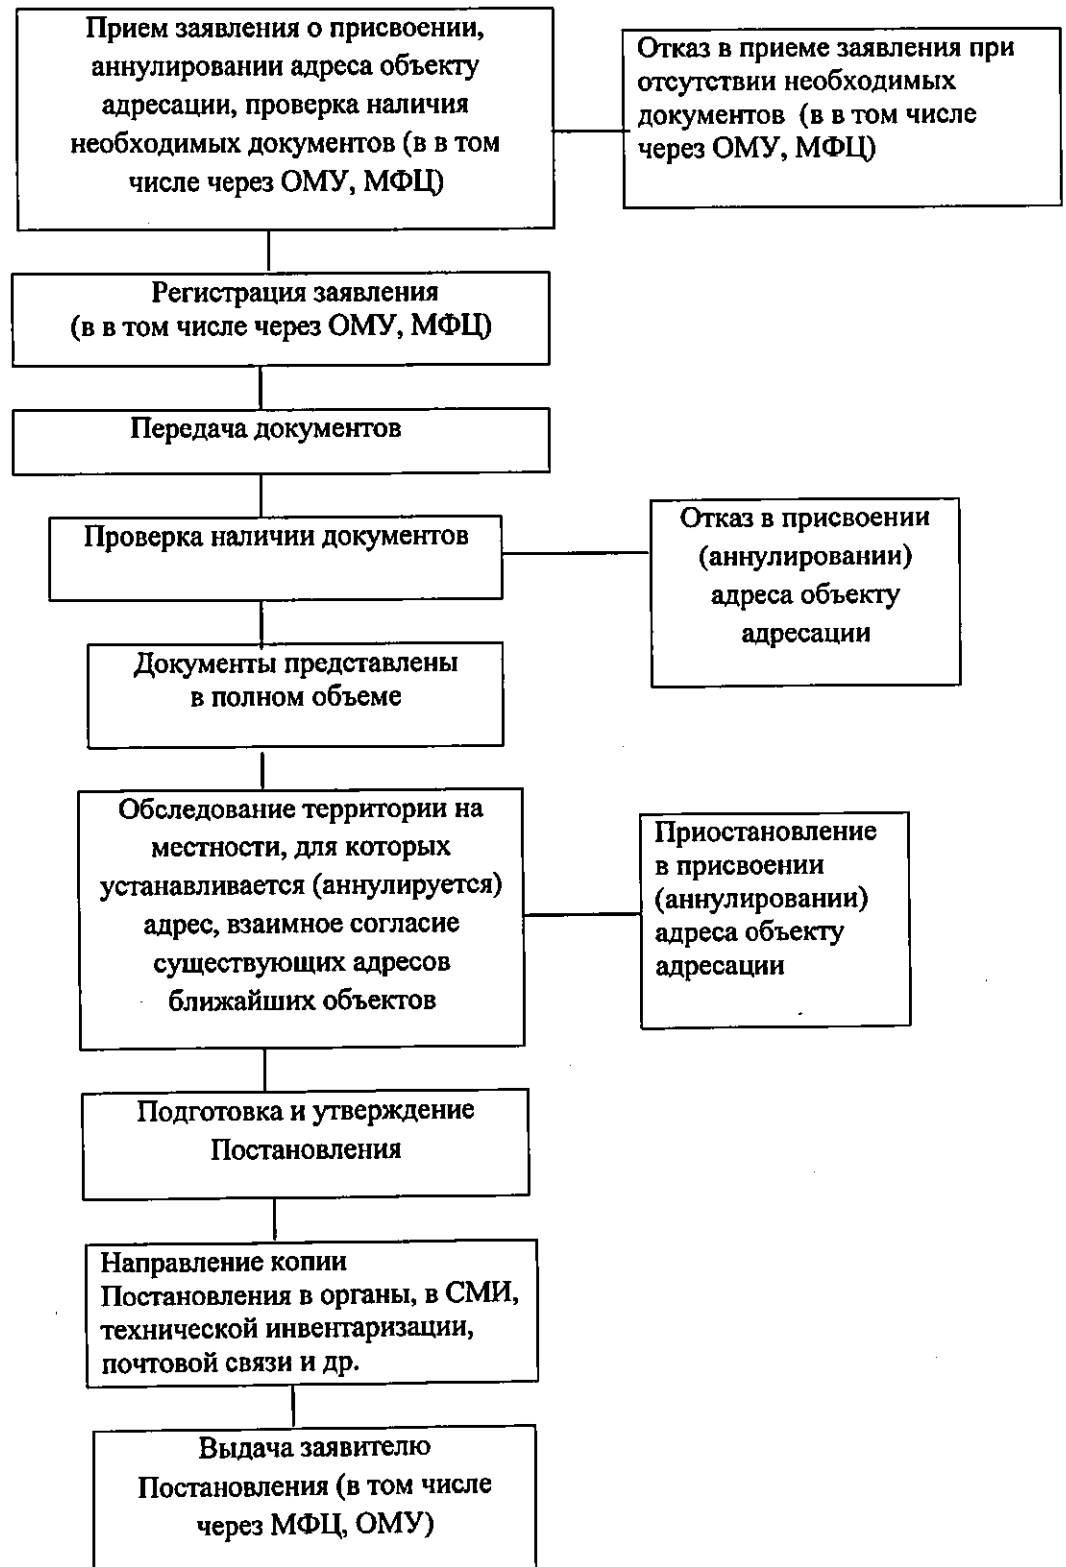 Прием заявления о присвоении,
аннулировании адреса объекту
адресации, проверка наличия
необходимых документов (в в том
числе через ОМУ, МФЦ)
Отказ в приеме заявления при
отсутствии необходимых
документов (в в том числе
через ОМУ, МФЦ)
Регистрация заявления
(в в том числе через ОМУ, МФЦ)
Передача документов
Проверка наличии документов
Отказ в присвоении
(аннулировании)
адреса объекту
адресации
Документы представлены
в полном объеме
Обследование территории на
местности, для которых
устанавливается (аннулируется)
адрес, взаимное согласие
существующих адресов
ближайших объектов
Приостановление
в присвоении
(аннулировании)
адреса объекту
адресации
Подготовка и утверждение
Постановления
Направление копии
Постановления в органы, в СМИ,
технической инвентаризации,
почтовой связи и др.
Выдача заявителю
Постановления (в том числе
через МФЦ, ОМУ)